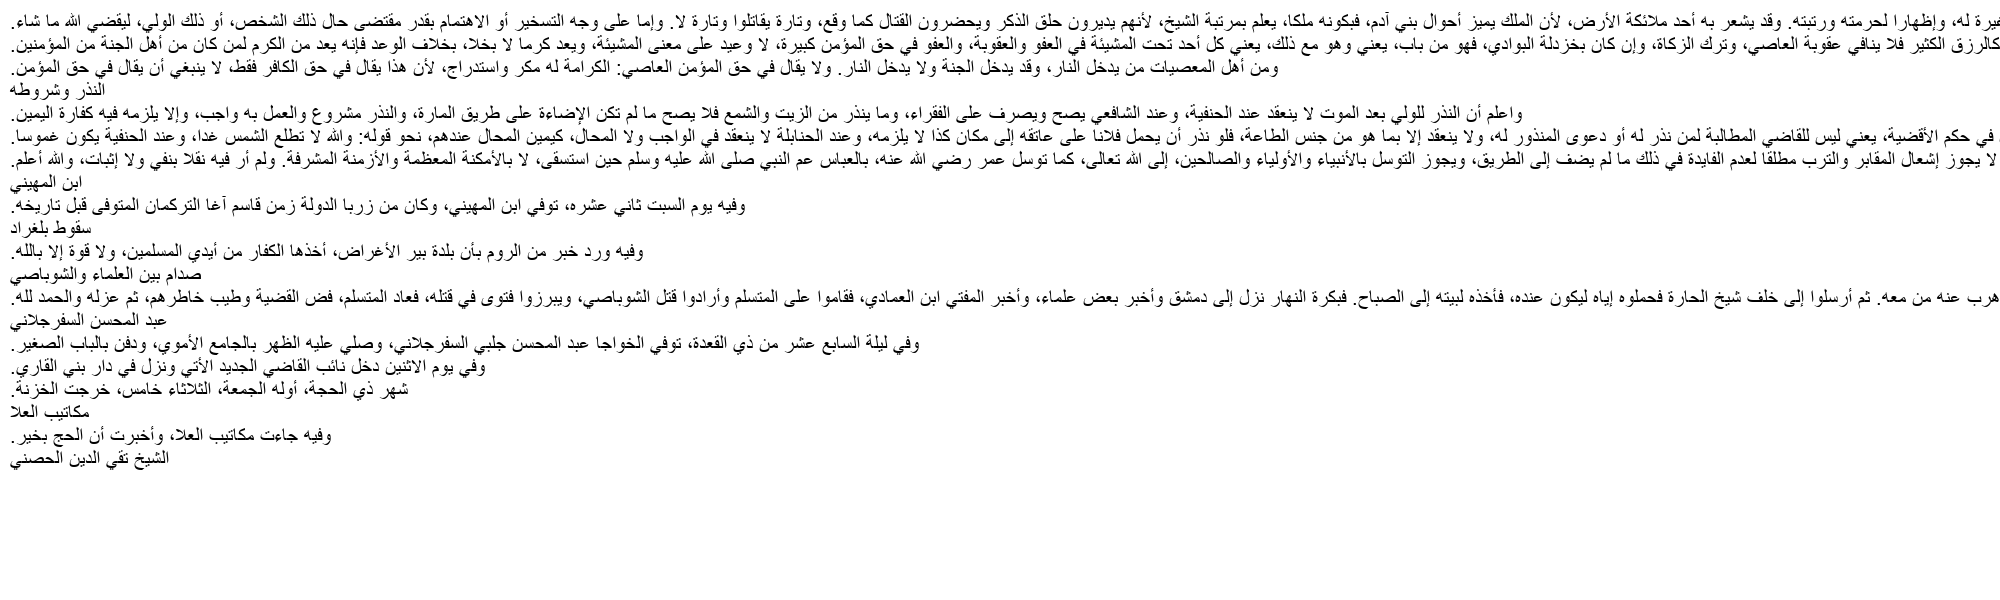 غيرة له، وإظهارا لحرمته ورتبته. وقد يشعر به أحد ملائكة الأرض، لأن الملك يميز أحوال بني آدم، فبكونه ملكا، يعلم بمرتبة الشيخ، لأنهم يديرون حلق الذكر ويحضرون القتال كما وقع، وتارة يقاتلوا وتارة لا. وإما على وجه التسخير أو الاهتمام بقدر مقتضى حال ذلك الشخص، أو ذلك الولي، ليقضي الله ما شاء.
كالرزق الكثير فلا ينافي عقوبة العاصي، وترك الزكاة، وإن كان بخزدلة البوادي، فهو من باب، يعني وهو مع ذلك، يعني كل أحد تحت المشيئة في العفو والعقوبة، والعفو في حق المؤمن كبيرة، لا وعيد على معنى المشيئة، ويعد كرما لا بخلا، بخلاف الوعد فإنه يعد من الكرم لمن كان من أهل الجنة من المؤمنين.
ومن أهل المعصيات من يدخل النار، وقد يدخل الجنة ولا يدخل النار. ولا يقال في حق المؤمن العاصي: الكرامة له مكر واستدراج، لأن هذا يقال في حق الكافر فقط، لا ينبغي أن يقال في حق المؤمن.
النذر وشروطه
واعلم أن النذر للولي بعد الموت لا ينعقد عند الحنفية، وعند الشافعي يصح ويصرف على الفقراء، وما ينذر من الزيت والشمع فلا يصح ما لم تكن الإضاءة على طريق المارة، والنذر مشروع والعمل به واجب، وإلا يلزمه فيه كفارة اليمين.
في حكم الأقضية، يعني ليس للقاضي المطالبة لمن نذر له أو دعوى المنذور له، ولا ينعقد إلا بما هو من جنس الطاعة، فلو نذر أن يحمل فلانا على عاتقه إلى مكان كذا لا يلزمه، وعند الحنابلة لا ينعقد في الواجب ولا المحال، كيمين المحال عندهم، نحو قوله: والله لا تطلع الشمس غدا، وعند الحنفية يكون غموسا.
لا يجوز إشعال المقابر والترب مطلقا لعدم الفايدة في ذلك ما لم يضف إلى الطريق، ويجوز التوسل بالأنبياء والأولياء والصالحين، إلى الله تعالى، كما توسل عمر رضي الله عنه، بالعباس عم النبي صلى الله عليه وسلم حين استسقى، لا بالأمكنة المعظمة والأزمنة المشرفة. ولم أر فيه نقلا بنفي ولا إثبات، والله أعلم.
ابن المهيني
وفيه يوم السبت ثاني عشره، توفي ابن المهيني، وكان من زربا الدولة زمن قاسم آغا التركمان المتوفى قبل تاريخه.
سقوط بلغراد
وفيه ورد خبر من الروم بأن بلدة بير الأغراض، أخذها الكفار من أيدي المسلمين، ولا قوة إلا بالله.
صدام بين العلماء والشوباصي
هرب عنه من معه. ثم أرسلوا إلى خلف شيخ الحارة فحملوه إياه ليكون عنده، فأخذه لبيته إلى الصباح. فبكرة النهار نزل إلى دمشق وأخبر بعض علماء، وأخبر المفتي ابن العمادي، فقاموا على المتسلم وأرادوا قتل الشوباصي، ويبرزوا فتوى في قتله، فعاد المتسلم، فض القضية وطيب خاطرهم، ثم عزله والحمد لله.
عبد المحسن السفرجلاني
وفي ليلة السابع عشر من ذي القعدة، توفي الخواجا عبد المحسن جلبي السفرجلاني، وصلي عليه الظهر بالجامع الأموي، ودفن بالباب الصغير.
وفي يوم الاثنين دخل نائب القاضي الجديد الأتي ونزل في دار بني القاري.
شهر ذي الحجة، أوله الجمعة، الثلاثاء خامس، خرجت الخزنة.
مكاتيب العلا
وفيه جاءت مكاتيب العلا، وأخبرت أن الحج بخير.
الشيخ تقي الدين الحصني